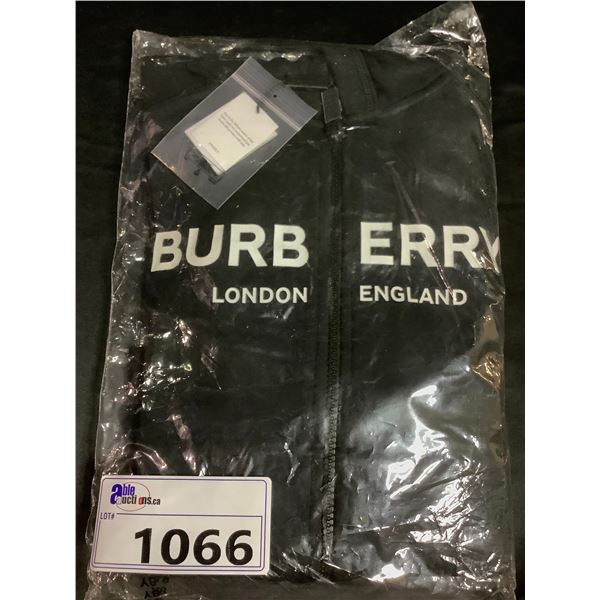 BURB ERRY
LONDON ENGLAND
able
auctions.ca
LOT#
1066